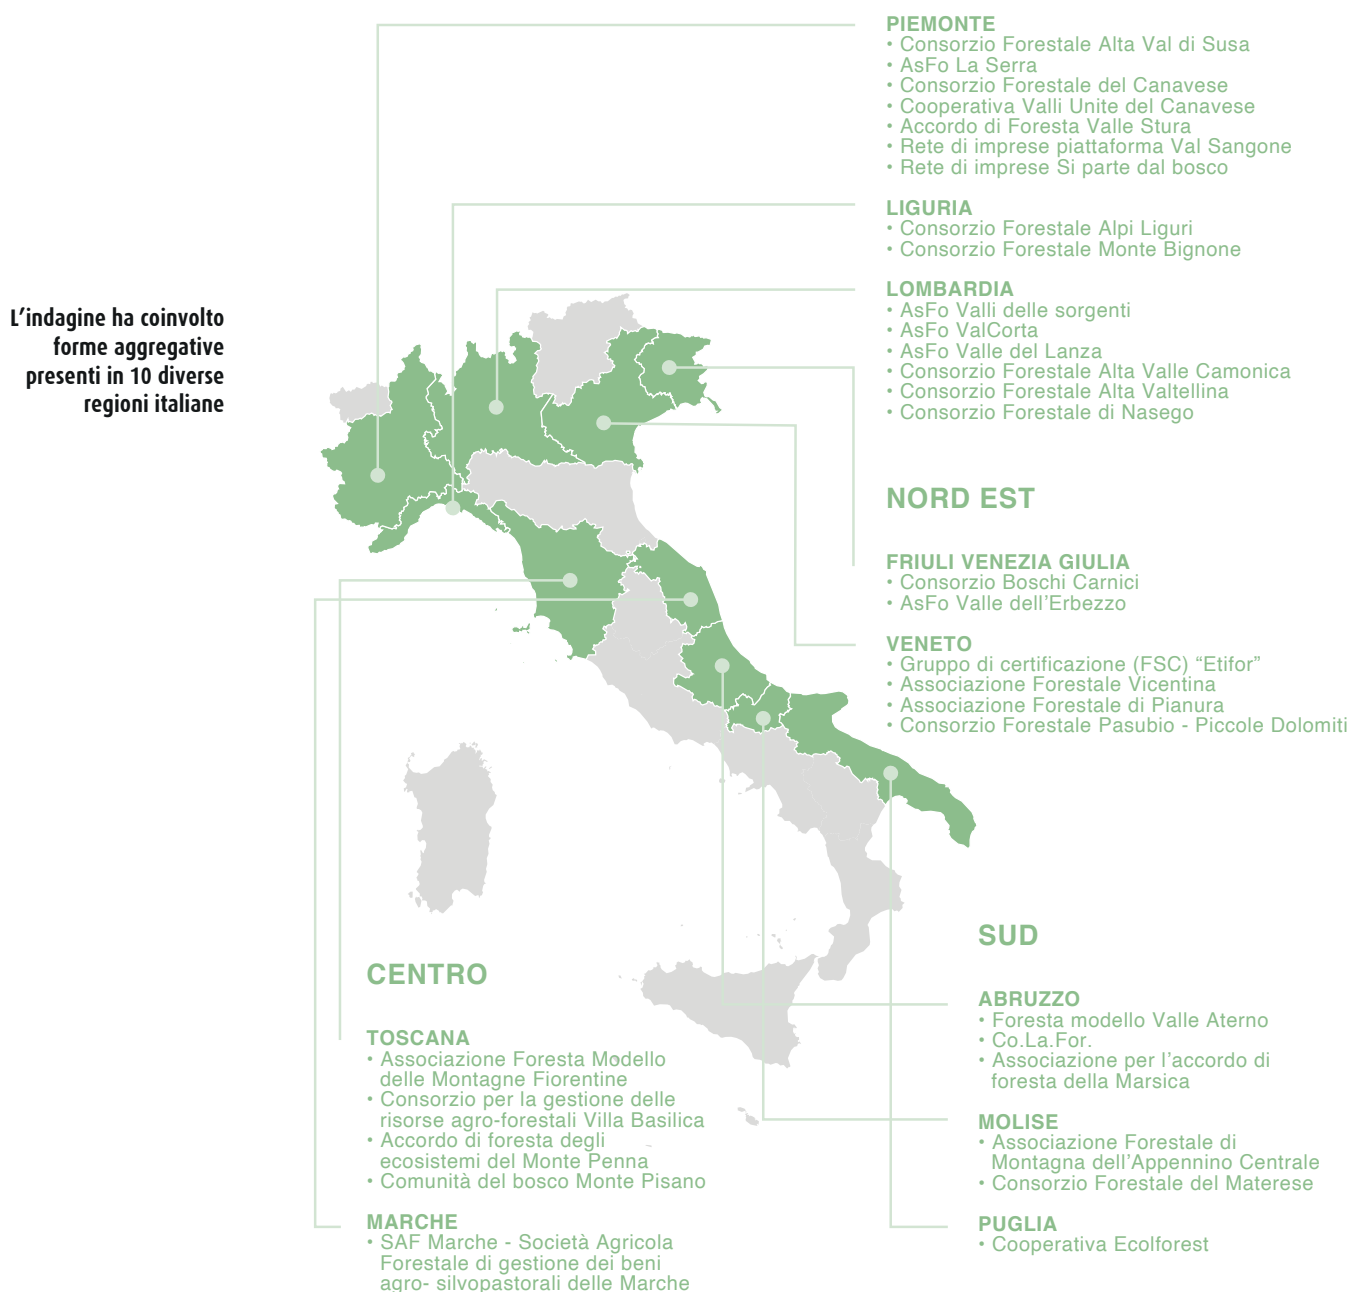 L'indagine ha coinvolto
forme aggregative
presenti in 10 diverse
regioni italiane
PIEMONTE
• Consorzio Forestale Alta Val di Susa
• AsFo La Serra
• Consorzio Forestale del Canavese
• Cooperativa Valli Unite del Canavese
• Accordo di Foresta Valle Stura
• Rete di imprese piattaforma Val Sangone
• Rete di imprese Si parte dal bosco
LIGURIA
• Consorzio Forestale Alpi Liguri
• Consorzio Forestale Monte Bignone
LOMBARDIA
• AsFo Valli delle sorgenti
• AsFo ValCorta
• AsFo Valle del Lanza
• Consorzio Forestale Alta Valle Camonica
• Consorzio Forestale Alta Valtellina
• Consorzio Forestale di Nasego
NORD EST
FRIULI VENEZIA GIULIA
• Consorzio Boschi Carnici
• AsFo Valle dell'Erbezzo
VENETO
• Gruppo di certificazione (FSC) “Etifor”
• Associazione Forestale Vicentina
• Associazione Forestale di Pianura
• Consorzio Forestale Pasubio - Piccole Dolomiti
CENTRO
TOSCANA
• Associazione Foresta Modello
delle Montagne Fiorentine
• Consorzio per la gestione delle
risorse agro-forestali Villa Basilica
• Accordo di foresta degli
ecosistemi del Monte Penna
• Comunità del bosco Monte Pisano
MARCHE
• SAF Marche - Società Agricola
Forestale di gestione dei beni
agro- silvopastorali delle Marche
SUD
ABRUZZO
• Foresta modello Valle Aterno
• Co.La.For.
• Associazione per l'accordo di
foresta della Marsica
MOLISE
• Associazione Forestale di
Montagna dell'Appennino Centrale
• Consorzio Forestale del Materese
PUGLIA
• Cooperativa Ecolforest